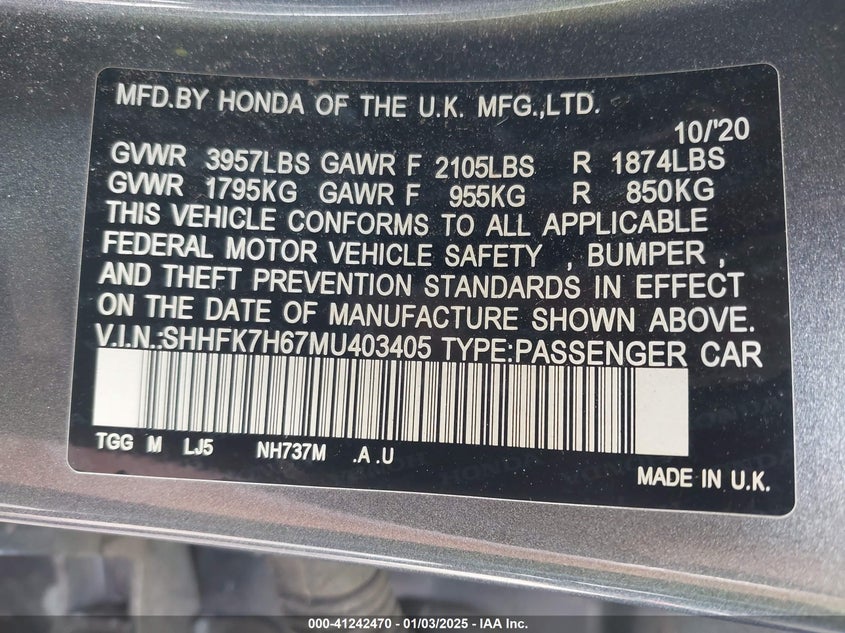 MFD.BY HONDA OF THE U.K. MFG.,LTD.
10/'20
GVWR 3957LBS GAWR F 2105LBS R 1874LBS
GVWR 1795KG GAWR F 955KG R 850KG
THIS VEHICLE CONFORMS TO ALL APPLICABLE
FEDERAL MOTOR VEHICLE SAFETY , BUMPER ,
AND THEFT PREVENTION STANDARDS IN EFFECT
ON THE DATE OF MANUFACTURE SHOWN ABOVE.
V.I.N.:SHHFK7H67MU403405 TYPE:PASSENGER CAR
TGG M LJ5 NH737M .A .U
MADE IN U.K.
000-41242470 - 01/03/2025 - IAA Inc.